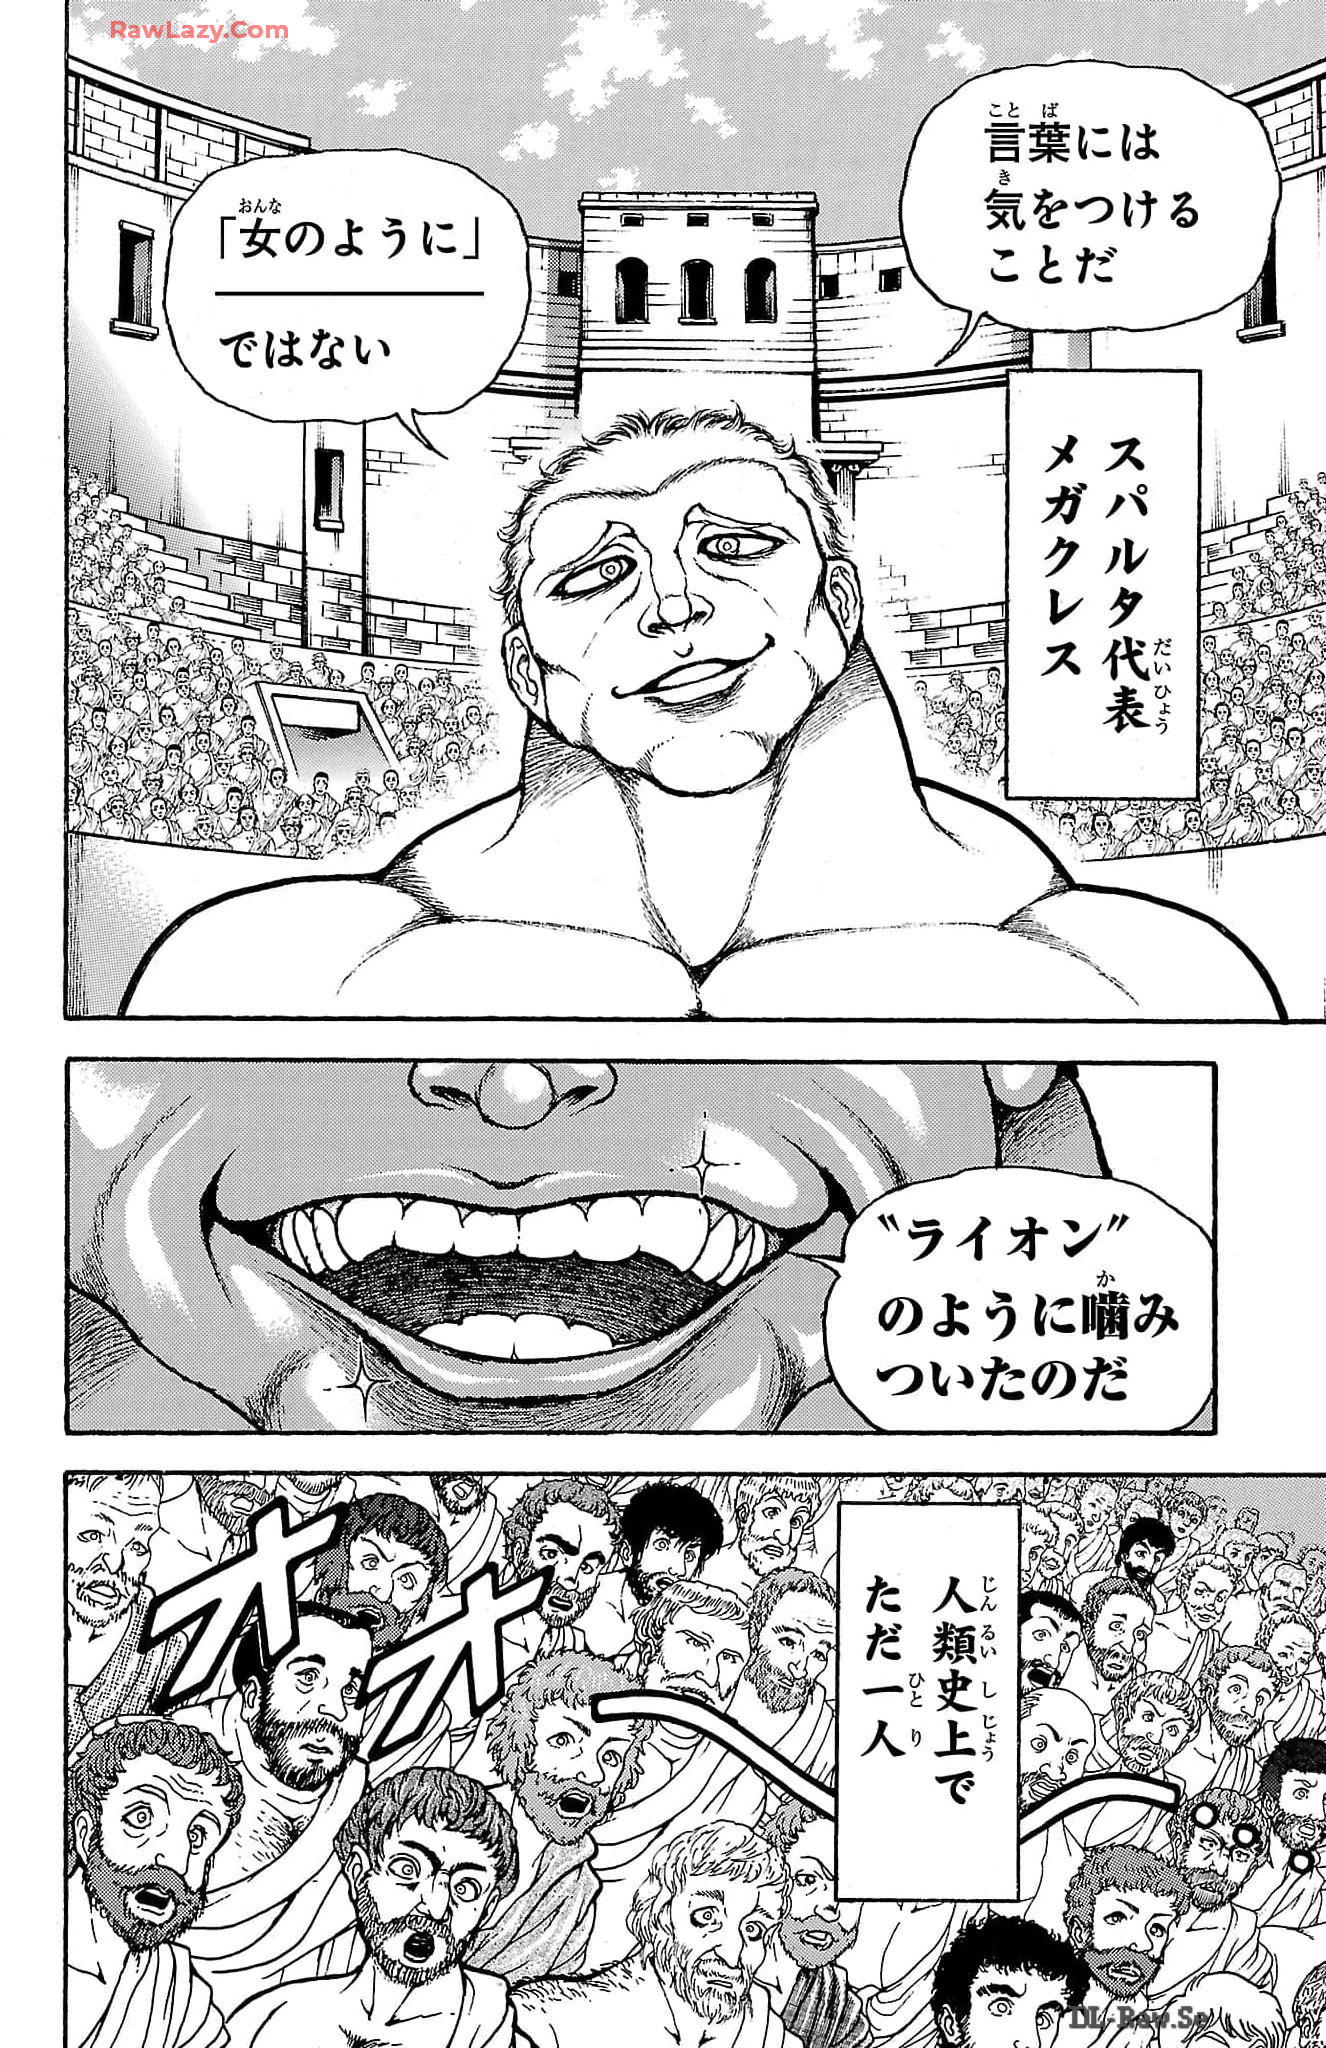 RawLazy.Com
言葉には
気をつける
ことだ
「女のように」
ではない
スパルタ代表
メガクレス
〝ライオン〟
のように噛み
ついたのだ
人類史上で
ただ一人
オオ
DL-Raw.Se